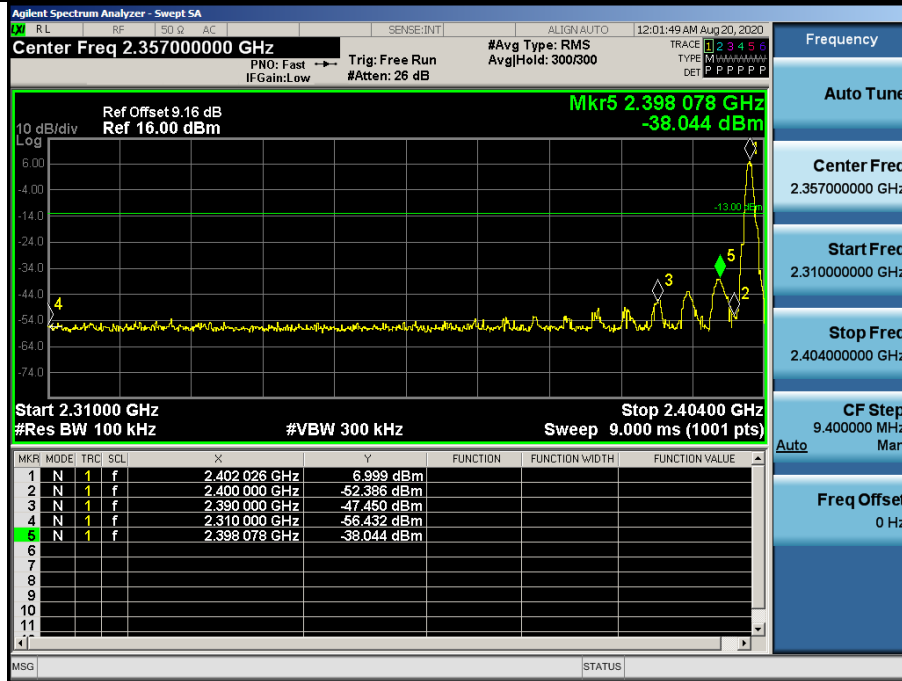 Agilent Spectrum Analyzer - Swept SA
LXI RL RF 50 Ω AC SENSE:INT ALIGN AUTO 12:01:49 AM Aug 20, 2020
Center Freq 2.357000000 GHz #Avg Type: RMS TRACE 1 2 3 4 5 6
PNO: Fast Trig: Free Run Avg|Hold: 300/300 TYPE M
IFGain:Low #Atten: 26 dB DET P P P P P P
Ref Offset 9.16 dB Mkr5 2.398 078 GHz
10 dB/div Ref 16.00 dBm -38.044 dBm
Log
1
6.00
-4.00
-13.00 dBm
-14.0
-24.0
5
-34.0
3
-44.0
4 2
-54.0
-64.0
-74.0
Start 2.31000 GHz Stop 2.40400 GHz
#Res BW 100 kHz #VBW 300 kHz Sweep 9.000 ms (1001 pts)
MKR MODE TRC SCL X Y FUNCTION FUNCTION WIDTH FUNCTION VALUE
1 N 1 f 2.402 026 GHz 6.999 dBm
2 N 1 f 2.400 000 GHz -52.386 dBm
3 N 1 f 2.390 000 GHz -47.450 dBm
4 N 1 f 2.310 000 GHz -56.432 dBm
5 N 1 f 2.398 078 GHz -38.044 dBm
6
7
8
9
10
11
MSG STATUS
Frequency
Auto Tune
Center Freq
2.357000000 GHz
Start Freq
2.310000000 GHz
Stop Freq
2.404000000 GHz
CF Step
9.400000 MHz
Auto Man
Freq Offset
0 Hz